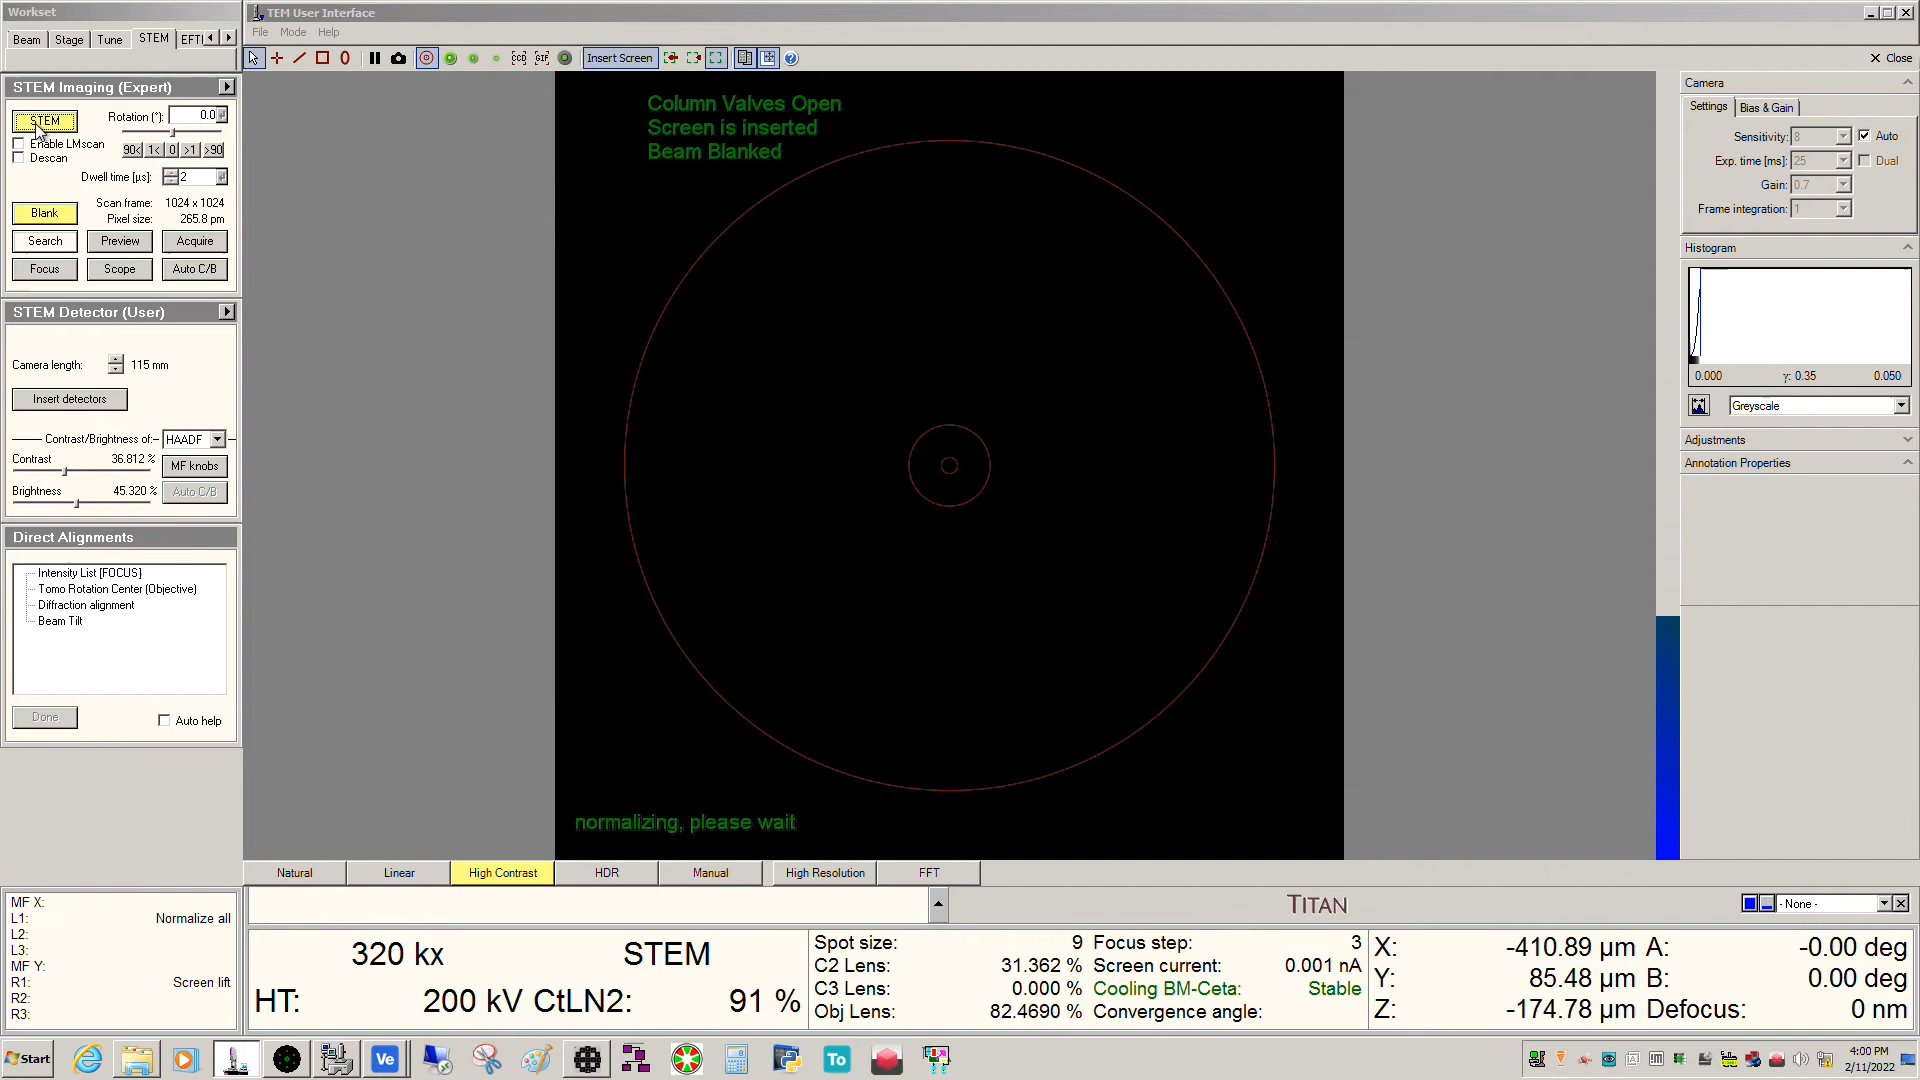 Workset
Beam Stage Tune STEM EFTI
STEM Imaging (Expert)
STEM
Rotation (°): 0.0
Enable LMscan
Descan
90< 1< 0 >1 >90
Dwell time [µs]: 2
Blank
Scan frame: 1024 x 1024
Pixel size: 265.8 pm
Search Preview Acquire
Focus Scope Auto C/B
STEM Detector (User)
Camera length: 115 mm
Insert detectors
Contrast/Brightness of: HAADF
Contrast 36.812 % MF knobs
Brightness 45.320 % Auto C/B
Direct Alignments
Intensity List [FOCUS]
Tomo Rotation Center (Objective)
Diffraction alignment
Beam Tilt
Done Auto help
MF X:
L1: Normalize all
L2:
L3:
MF Y:
R1: Screen lift
R2:
R3:
TEM User Interface
File Mode Help
CCD GIF Insert Screen Close
Column Valves Open
Screen is inserted
Beam Blanked
normalizing, please wait
Camera
Settings Bias & Gain
Sensitivity: 8 Auto
Exp. time [ms]: 25 Dual
Gain: 0.7
Frame integration: 1
Histogram
0.000 γ: 0.35 0.050
Greyscale
Adjustments
Annotation Properties
Natural Linear High Contrast HDR Manual High Resolution FFT
TITAN
- None -
320 kx STEM
HT: 200 kV CtLN2: 91 %
Spot size: 9 Focus step: 3
C2 Lens: 31.362 % Screen current: 0.001 nA
C3 Lens: 0.000 % Cooling BM-Ceta: Stable
Obj Lens: 82.4690 % Convergence angle:
X: -410.89 µm A: -0.00 deg
Y: 85.48 µm B: 0.00 deg
Z: -174.78 µm Defocus: 0 nm
Start
Ve
To
4:00 PM
2/11/2022